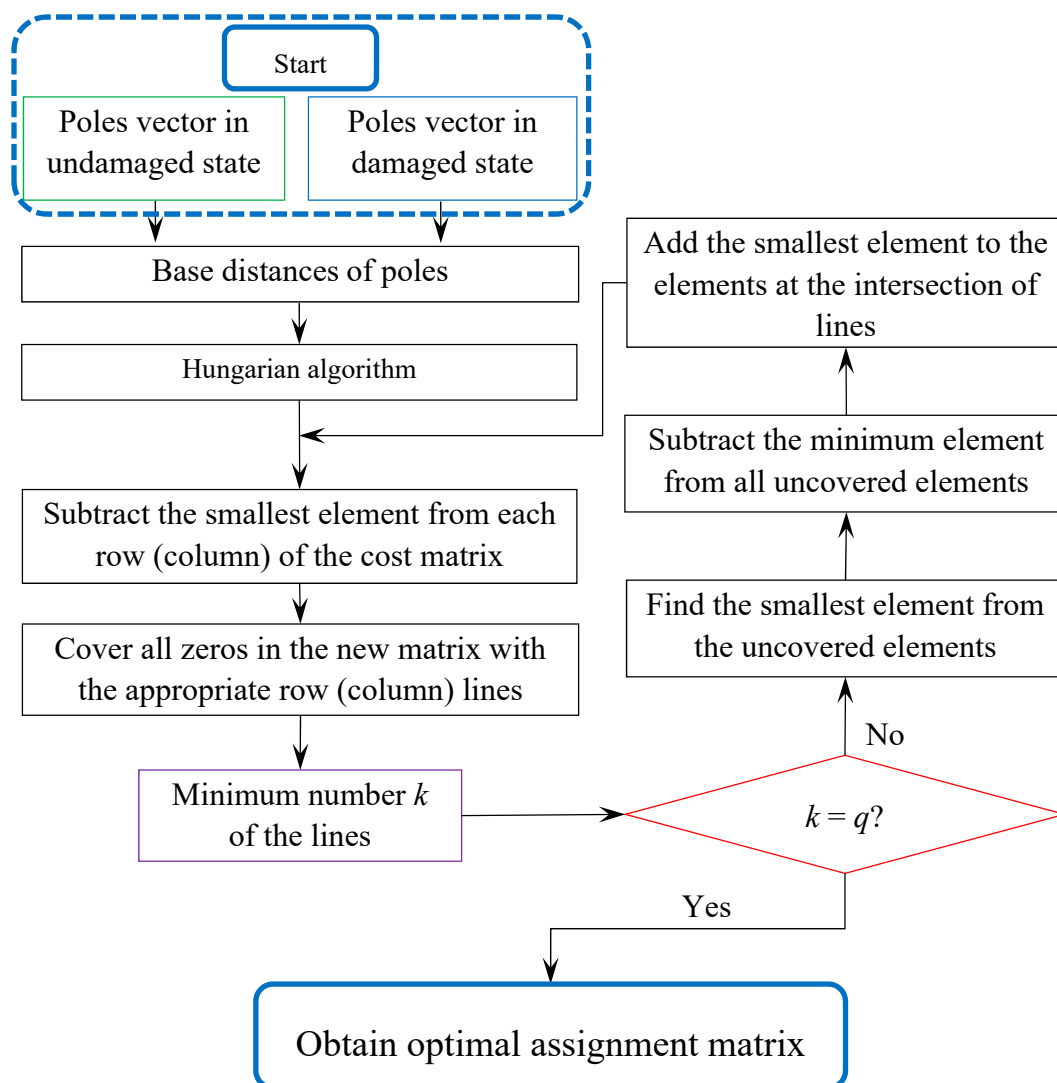 Start
Poles vector in
undamaged state
Poles vector in
damaged state
Base distances of poles
Hungarian algorithm
Subtract the smallest element from each
row (column) of the cost matrix
Cover all zeros in the new matrix with
the appropriate row (column) lines
Minimum number k
of the lines
k = q?
No
Find the smallest element from
the uncovered elements
Subtract the minimum element
from all uncovered elements
Add the smallest element to the
elements at the intersection of
lines
Yes
Obtain optimal assignment matrix